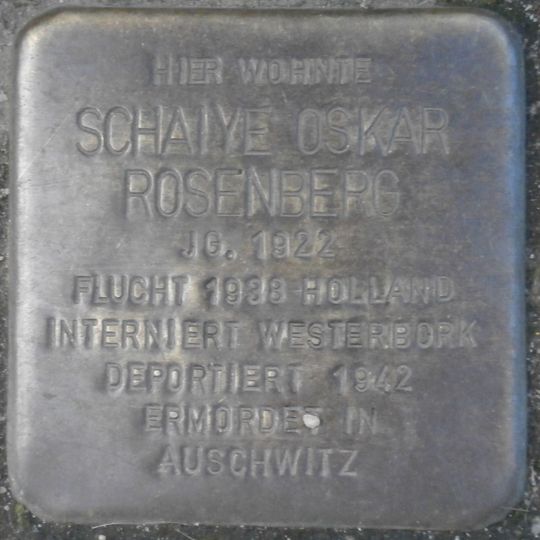 HIER WOHNTE
SCHAIYE OSKAR
ROSENBERG
JG. 1922
FLUCHT 1938 HOLLAND
INTERNIERT WESTERBORK
DEPORTIERT 1942
ERMORDET IN
AUSCHWITZ